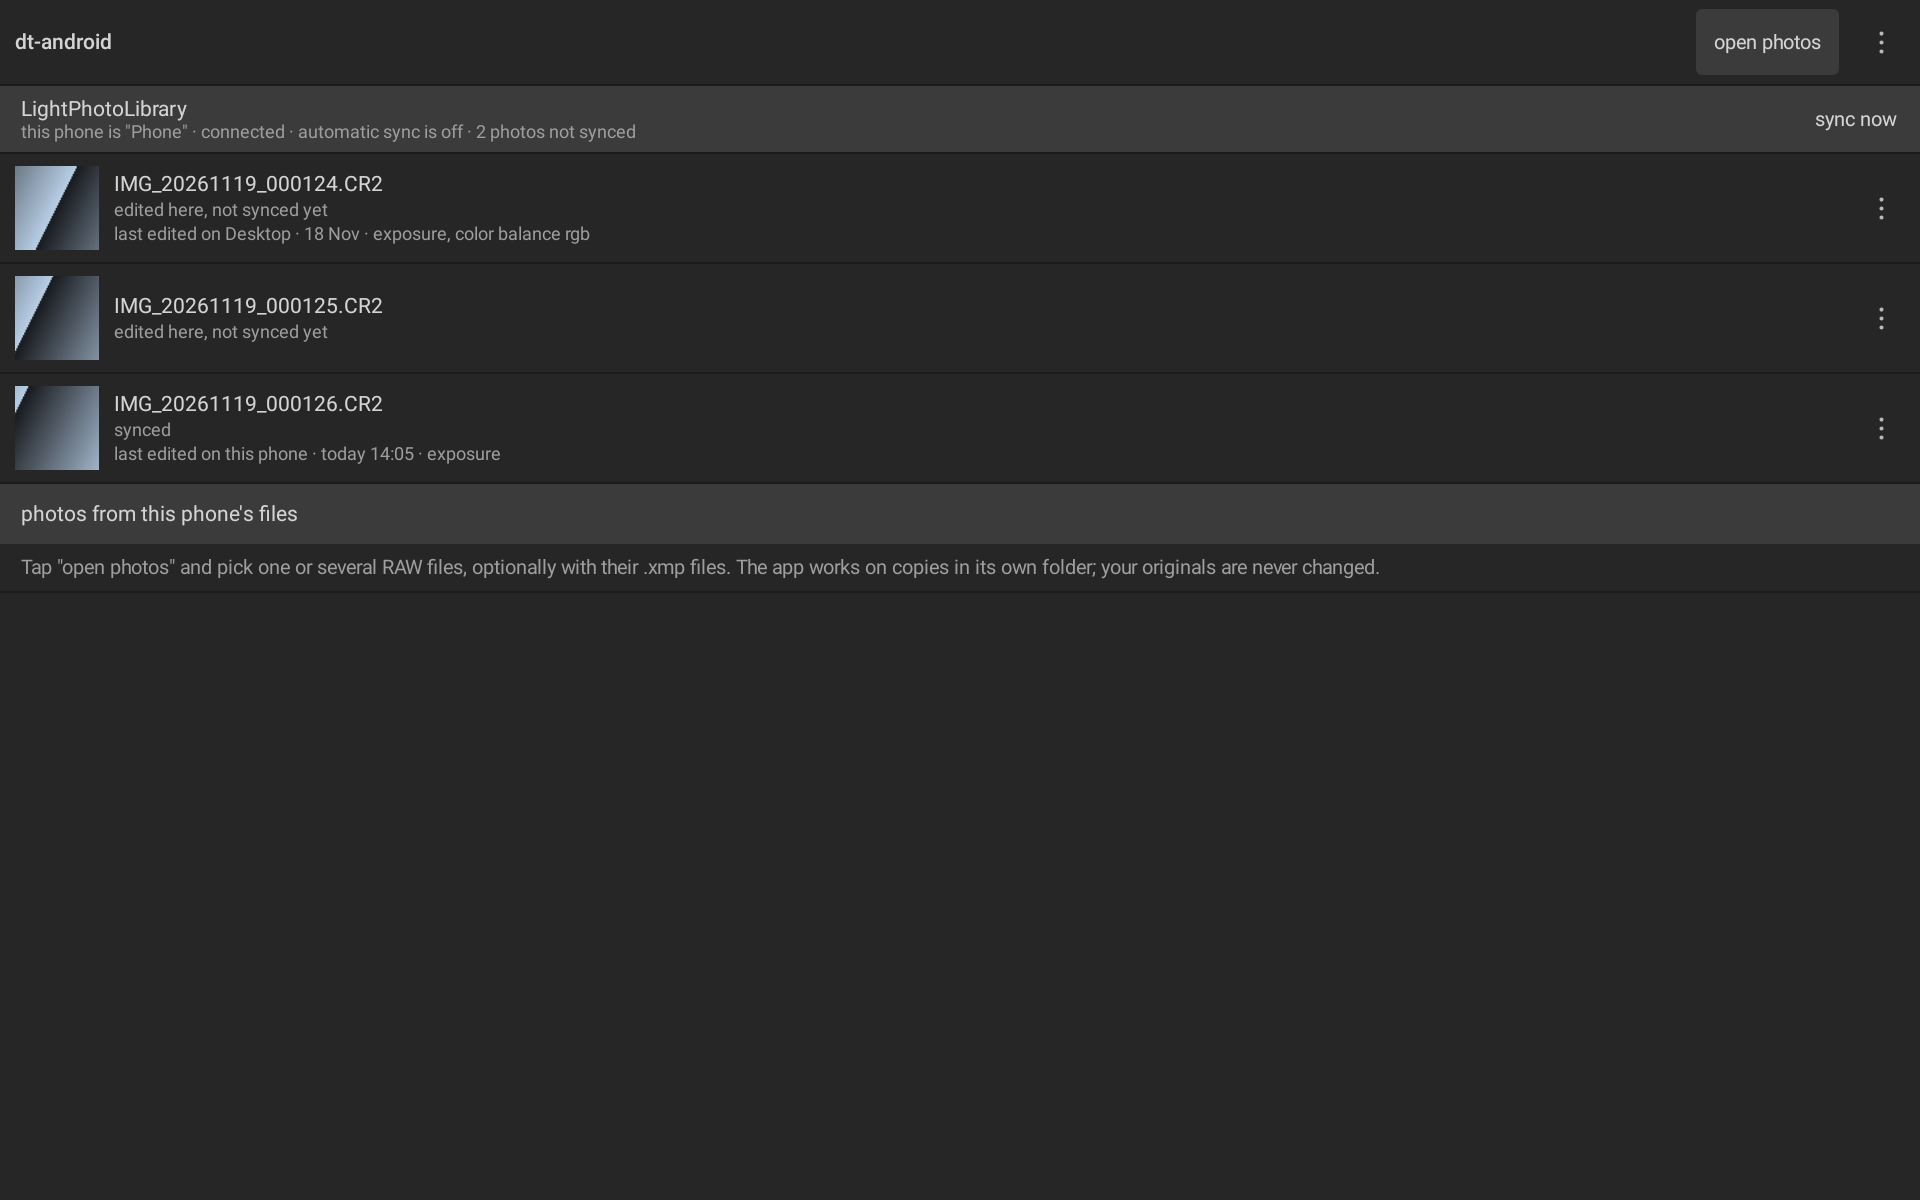 dt-android
open photos
LightPhotoLibrary
this phone is "Phone" · connected · automatic sync is off · 2 photos not synced
sync now
IMG_20261119_000124.CR2
edited here, not synced yet
last edited on Desktop · 18 Nov · exposure, color balance rgb
IMG_20261119_000125.CR2
edited here, not synced yet
IMG_20261119_000126.CR2
synced
last edited on this phone · today 14:05 · exposure
photos from this phone's files
Tap "open photos" and pick one or several RAW files, optionally with their .xmp files. The app works on copies in its own folder; your originals are never changed.